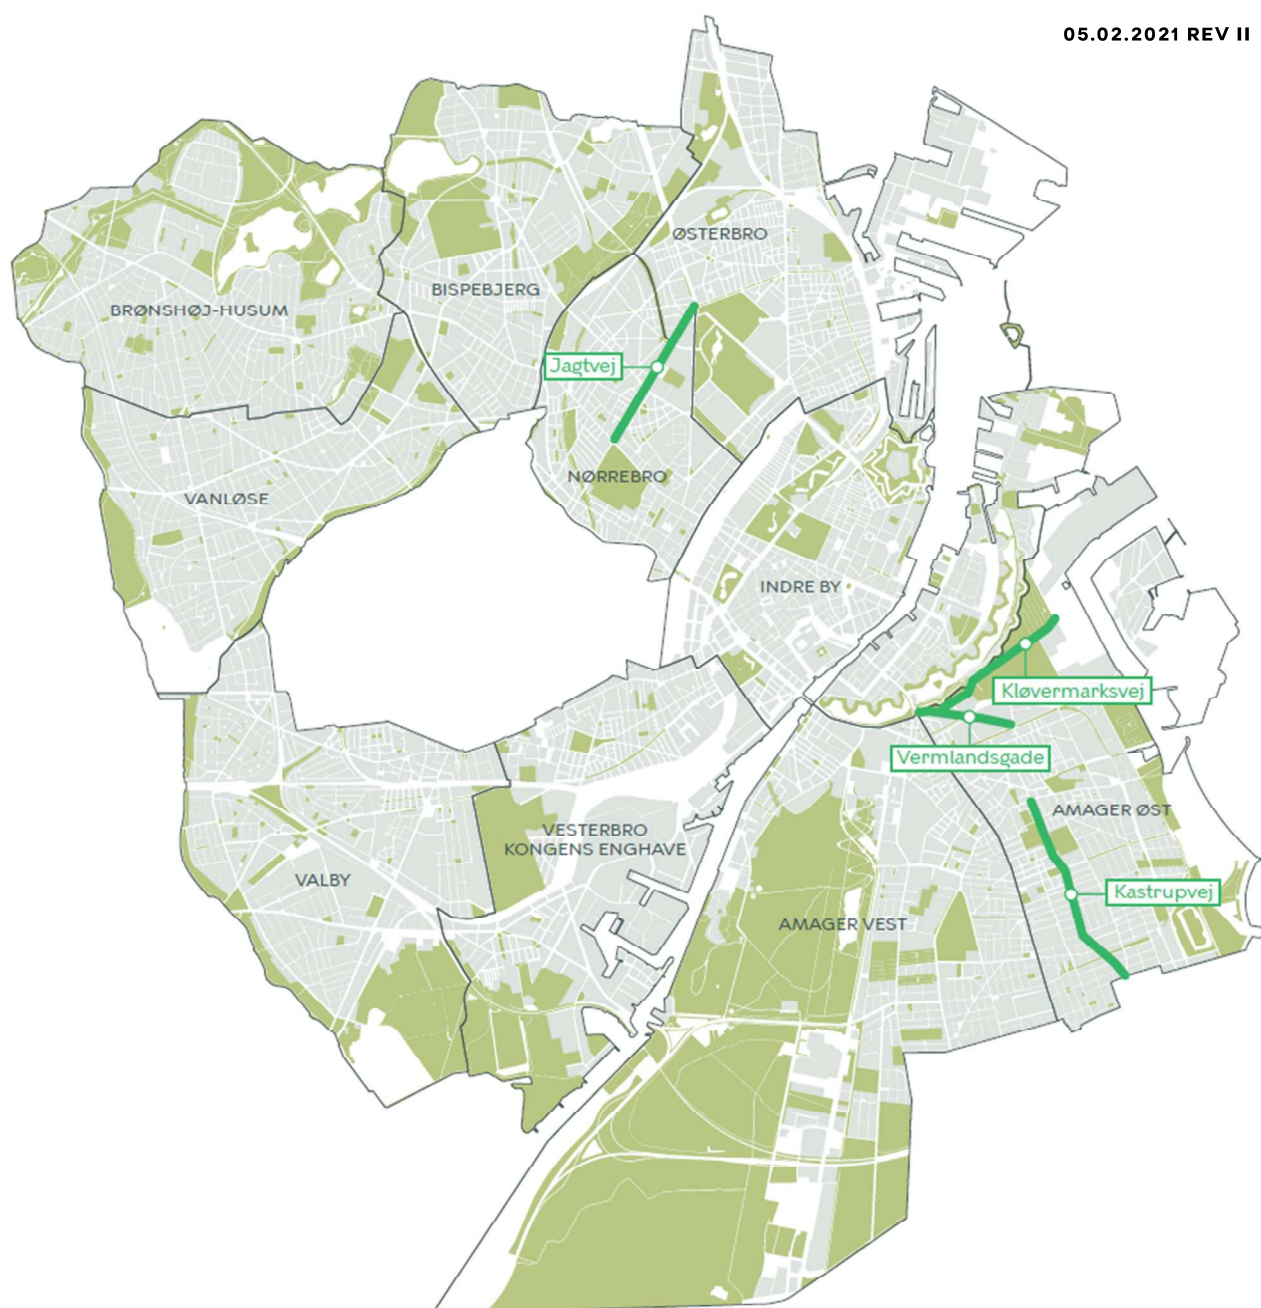 05.02.2021 REV II
ØSTERBRO
BISPEBJERG
BRØNSHØJ-HUSUM
Jagtvej
NØRREBRO
VANLØSE
INDRE BY
Kløvermarksvej
Vermlandsgade
AMAGER ØST
VESTERBRO
KONGENS ENGHAVE
VALBY
Kastrupvej
AMAGER VEST